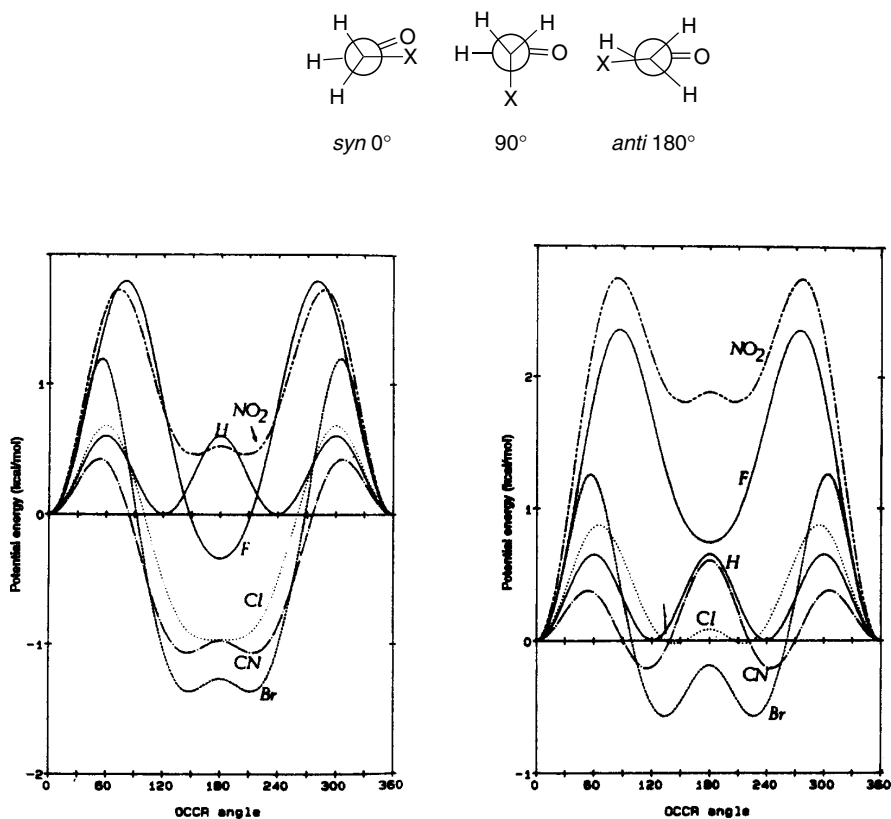 H H O
H X
H
H H
H O
X
H
X O
H
syn 0° 90° anti 180°
Potential energy (kcal/mol)
1
0
-1
-2
NO2
H
F
Cl
CN
Br
0 60 120 180 240 300 360
OCCR angle
Potential energy (kcal/mol)
2
1
0
-1
NO2
F
H
Cl
CN
Br
0 60 120 180 240 300 360
OCCR angle